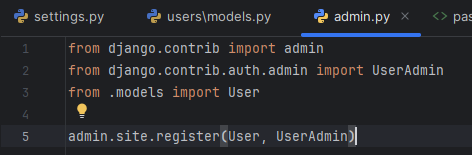 settings.py users\models.py admin.py <> pas
1 from django.contrib import admin
2 from django.contrib.auth.admin import UserAdmin
3 from .models import User
4
5 admin.site.register(User, UserAdmin)